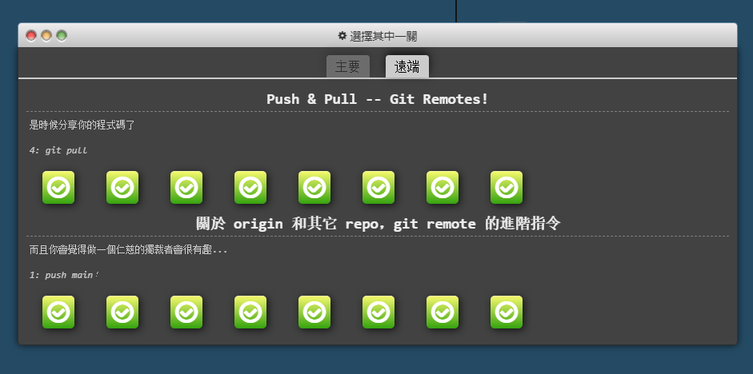 選擇其中一關
主要 遠端
Push & Pull -- Git Remotes!
是時候分享你的程式碼了
4: git pull
關於 origin 和其它 repo, git remote 的進階指令
而且你會覺得做一個仁慈的獨裁者會很有趣...
1: push main!